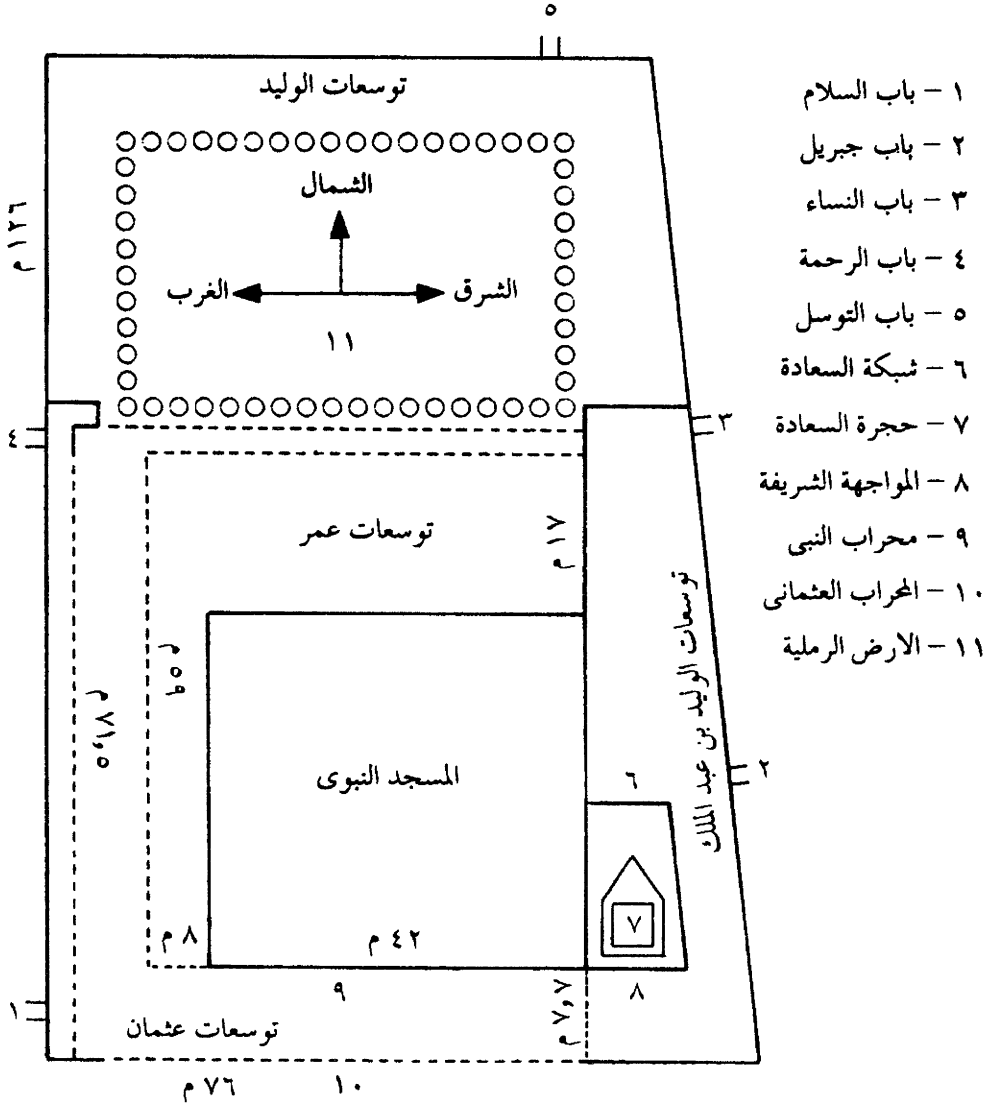 ٥
توسعات الوليد
الشمال
الشرق
الغرب
١١
١٢٦ م
٤
٣
توسعات عمر
١٧ م
توسعات الوليد بن عبد الملك
٥٩ م
٧١,٥ م
المسجد النبوى
٦
٢
٧
٨ م
٤٢ م
٩
٧,٧ م
٨
١
توسعات عثمان
٧٦ م
١٠
١ – باب السلام
٢ – باب جبريل
٣ – باب النساء
٤ – باب الرحمة
٥ – باب التوسل
٦ – شبكة السعادة
٧ – حجرة السعادة
٨ – المواجهة الشريفة
٩ – محراب النبى
١٠ – المحراب العثمانى
١١ – الارض الرملية